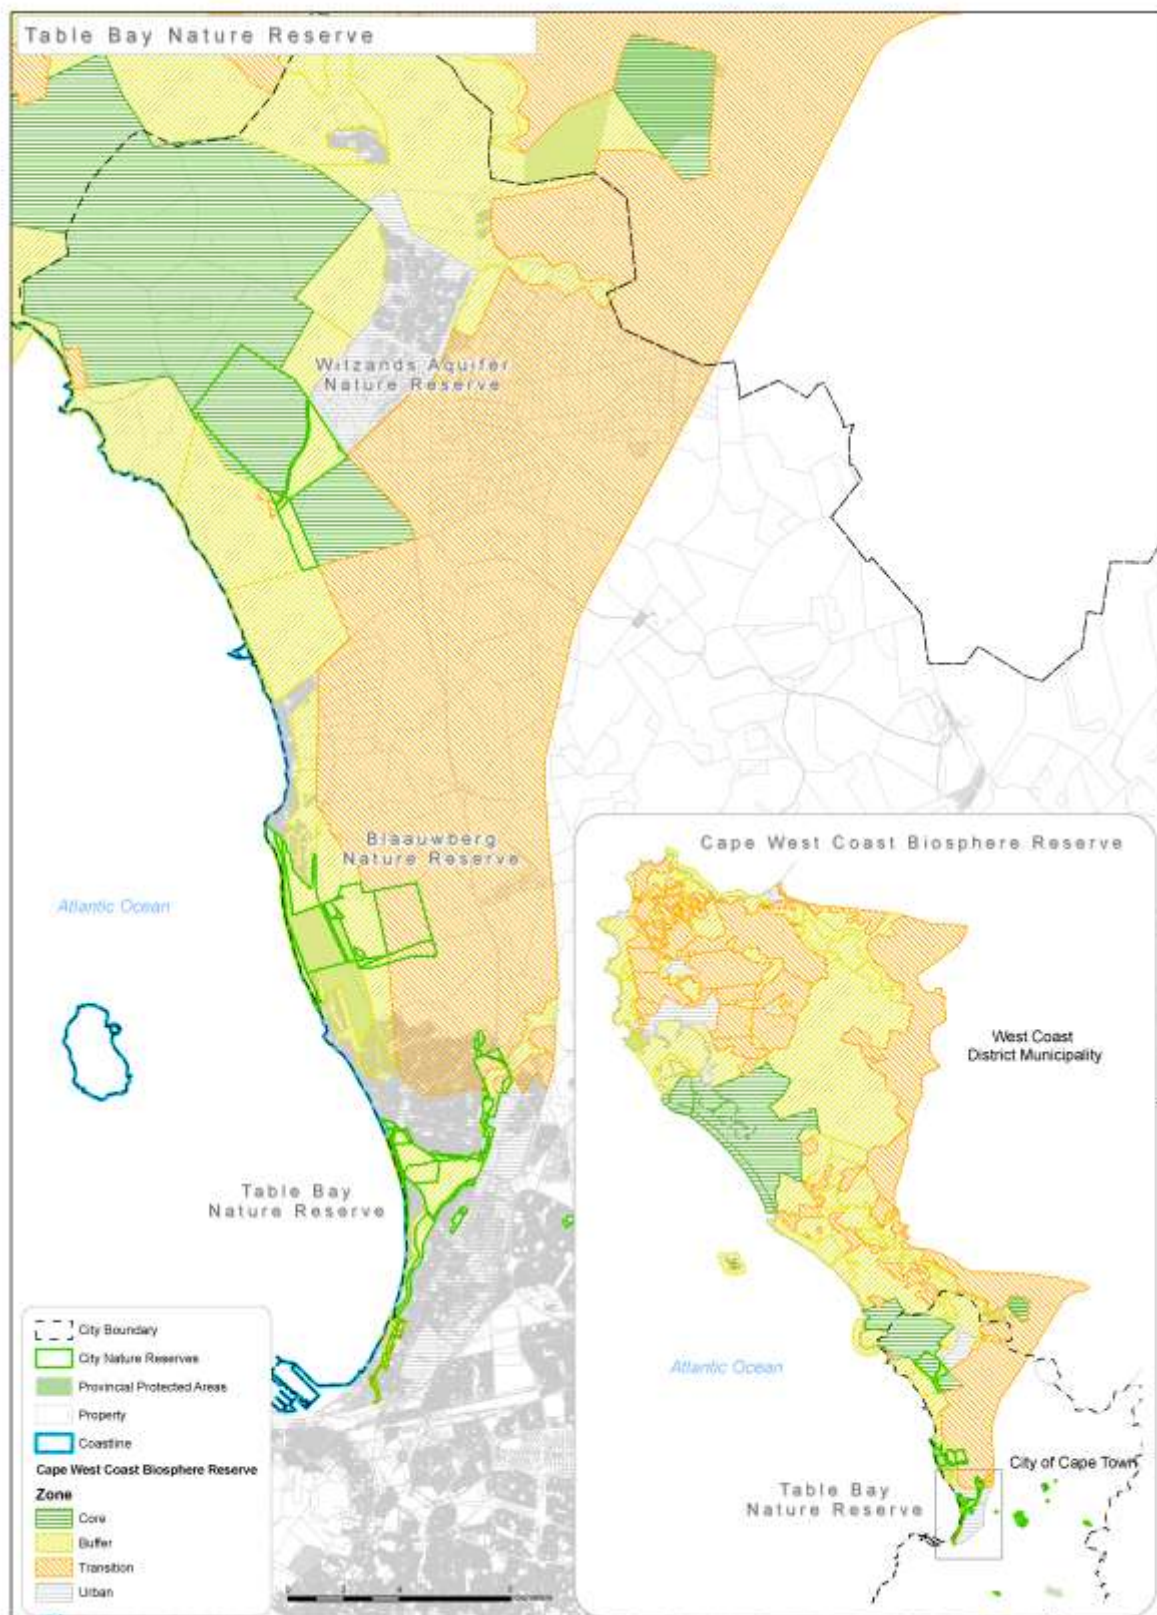 Table Bay Nature Reserve
Witzands Aquifer
Nature Reserve
Blaauwberg
Nature Reserve
Atlantic Ocean
Table Bay
Nature Reserve
City Boundary
City Nature Reserves
Provincial Protected Areas
Property
Coastline
Cape West Coast Biosphere Reserve
Zone
Core
Buffer
Transition
Urban
Cape West Coast Biosphere Reserve
West Coast
District Municipality
Atlantic Ocean
City of Cape Town
Table Bay
Nature Reserve